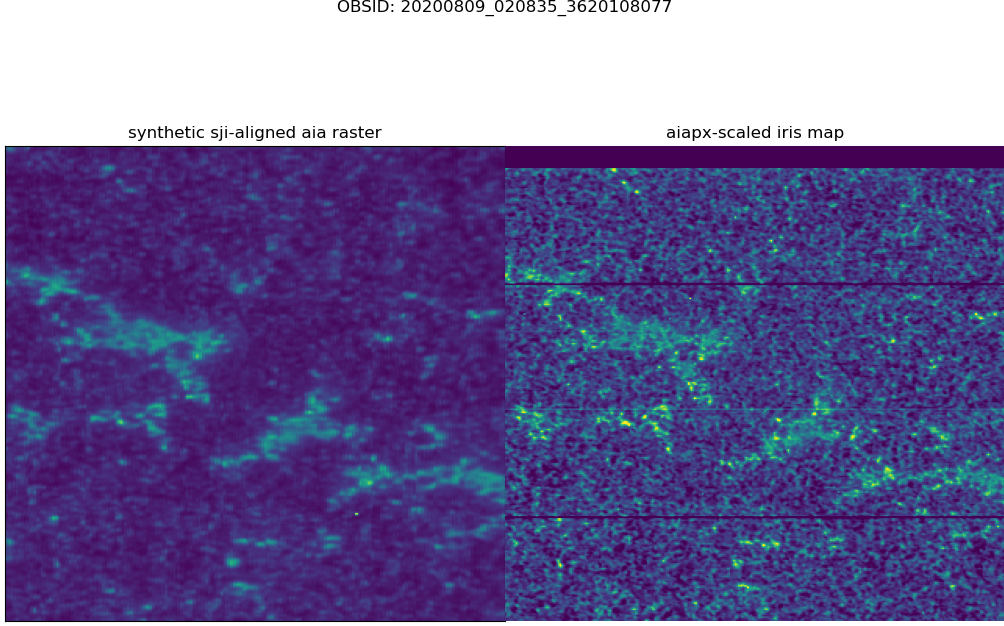 OBSID: 20200809_020835_3620108077
synthetic sji-aligned aia raster
aiapx-scaled iris map